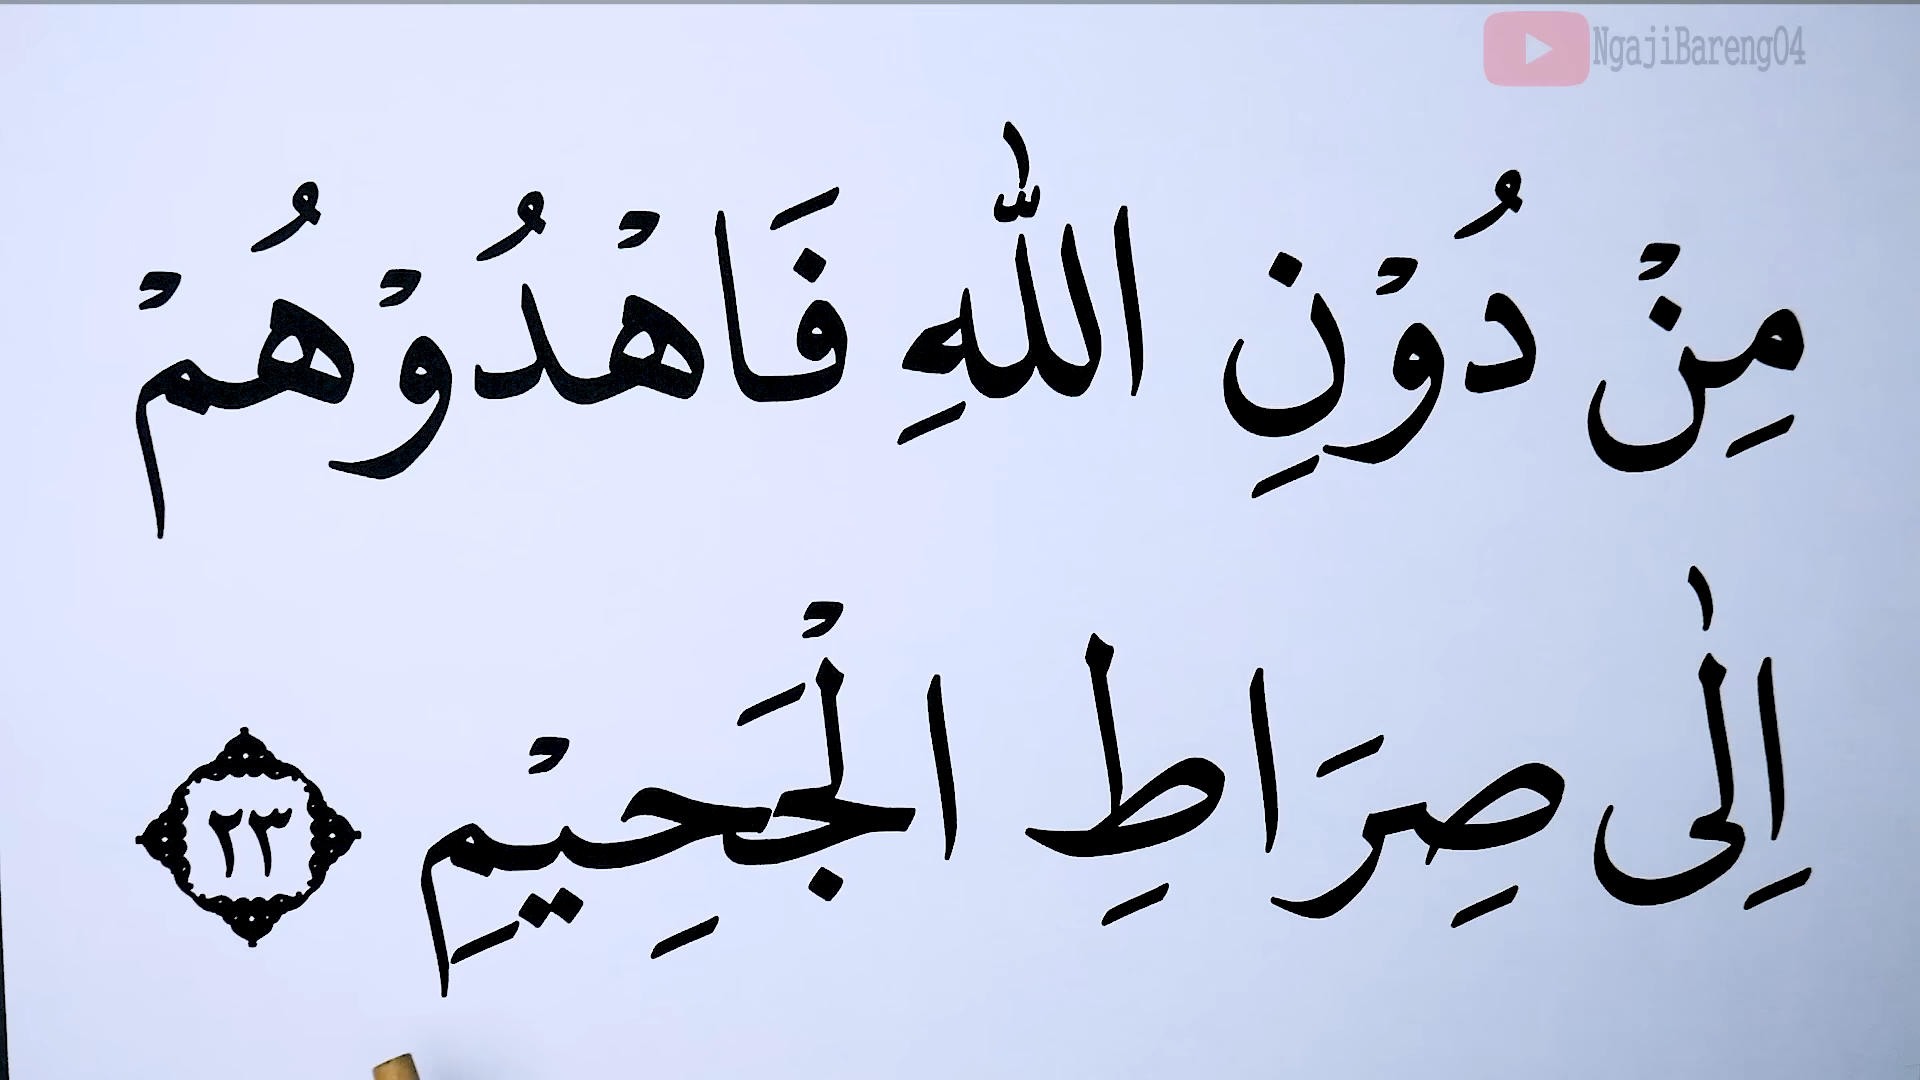 NgajiBareng04
مِنْ دُوْنِ اللّٰهِ فَاهْدُوْهُمْ
اِلٰى صِرَاطِ الْجَحِيْمِ ٢٣